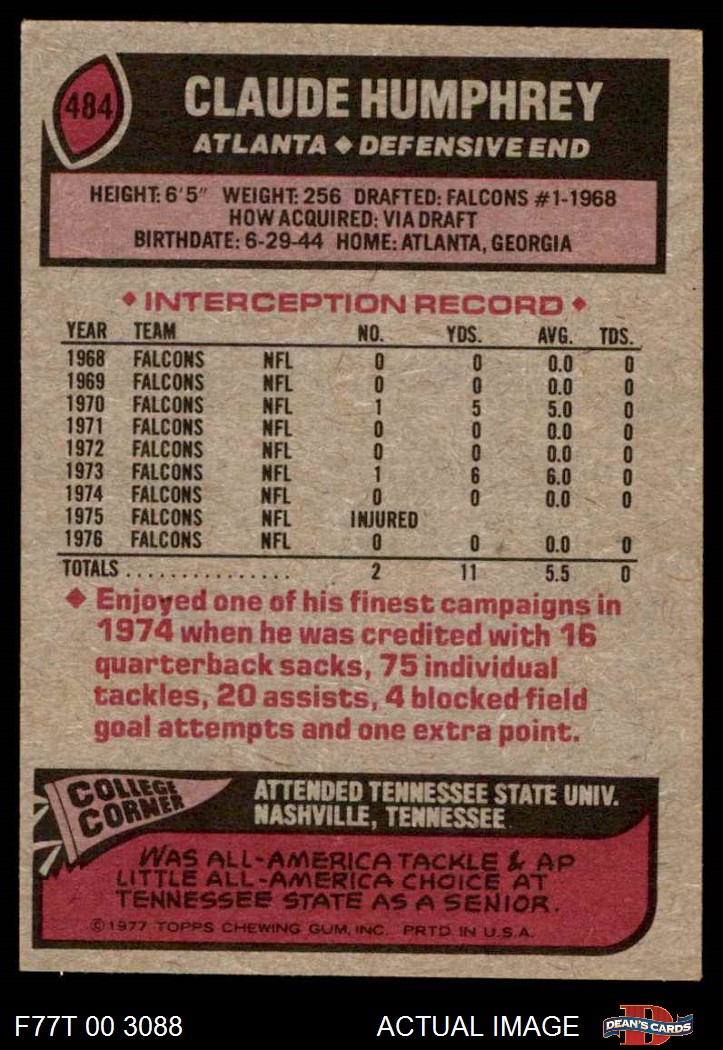 484
CLAUDE HUMPHREY
ATLANTA ◆ DEFENSIVE END
HEIGHT: 6'5" WEIGHT: 256 DRAFTED: FALCONS #1-1968
HOW ACQUIRED: VIA DRAFT
BIRTHDATE: 6-29-44 HOME: ATLANTA, GEORGIA
◆ INTERCEPTION RECORD ◆
YEAR TEAM NO. YDS. AVG. TDS.
1968 FALCONS NFL 0 0 0.0 0
1969 FALCONS NFL 0 0 0.0 0
1970 FALCONS NFL 1 5 5.0 0
1971 FALCONS NFL 0 0 0.0 0
1972 FALCONS NFL 0 0 0.0 0
1973 FALCONS NFL 1 6 6.0 0
1974 FALCONS NFL 0 0 0.0 0
1975 FALCONS NFL INJURED
1976 FALCONS NFL 0 0 0.0 0
TOTALS ............... 2 11 5.5 0
◆ Enjoyed one of his finest campaigns in
1974 when he was credited with 16
quarterback sacks, 75 individual
tackles, 20 assists, 4 blocked field
goal attempts and one extra point.
COLLEGE
CORNER
ATTENDED TENNESSEE STATE UNIV.
NASHVILLE, TENNESSEE
WAS ALL-AMERICA TACKLE & AP
LITTLE ALL-AMERICA CHOICE AT
TENNESSEE STATE AS A SENIOR.
©1977 TOPPS CHEWING GUM, INC. PRTD. IN U.S.A.
F77T 00 3088 ACTUAL IMAGE
DEAN'S CARDS